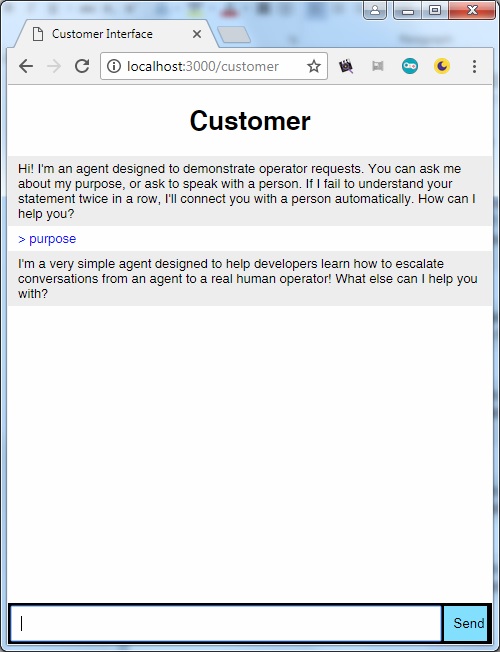 Customer Interface
localhost:3000/customer
Customer
Hi! I'm an agent designed to demonstrate operator requests. You can ask me
about my purpose, or ask to speak with a person. If I fail to understand your
statement twice in a row, I'll connect you with a person automatically. How can I
help you?
> purpose
I'm a very simple agent designed to help developers learn how to escalate
conversations from an agent to a real human operator! What else can I help you
with?
Send